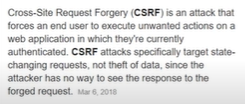 Cross-Site Request Forgery (CSRF) is an attack that
forces an end user to execute unwanted actions on a
web application in which they're currently
authenticated. CSRF attacks specifically target state-
changing requests, not theft of data, since the
attacker has no way to see the response to the
forged request. Mar 6, 2018